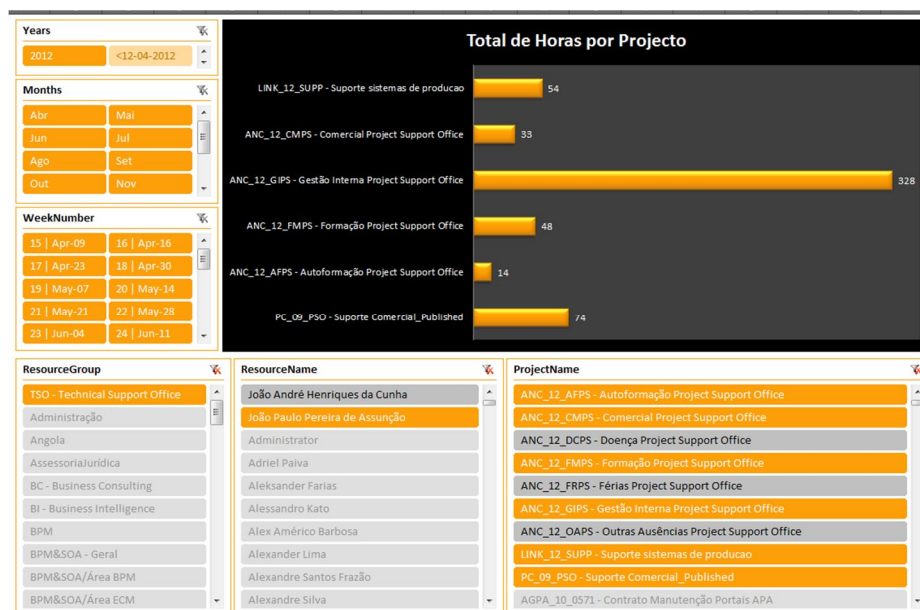 Years
2012
<12-04-2012
Months
Abr
Mai
Jun
Jul
Ago
Set
Out
Nov
WeekNumber
15 | Apr-09
16 | Apr-16
17 | Apr-23
18 | Apr-30
19 | May-07
20 | May-14
21 | May-21
22 | May-28
23 | Jun-04
24 | Jun-11
Total de Horas por Projecto
LINK_12_SUPP - Suporte sistemas de producao
54
ANC_12_CMPS - Comercial Project Support Office
33
ANC_12_GIPS - Gestão Interna Project Support Office
328
ANC_12_FMPS - Formação Project Support Office
48
ANC_12_AFPS - Autoformação Project Support Office
14
PC_09_PSO - Suporte Comercial_Published
74
ResourceGroup
TSO - Technical Support Office
Administração
Angola
AssessoriaJurídica
BC - Business Consulting
BI - Business Intelligence
BPM
BPM&SOA - Geral
BPM&SOA/Área BPM
BPM&SOA/Área ECM
ResourceName
João André Henriques da Cunha
João Paulo Pereira de Assunção
Administrator
Adriel Paiva
Aleksander Farias
Alessandro Kato
Alex Américo Barbosa
Alexander Lima
Alexandre Santos Frazão
Alexandre Silva
ProjectName
ANC_12_AFPS - Autoformação Project Support Office
ANC_12_CMPS - Comercial Project Support Office
ANC_12_DCPS - Doença Project Support Office
ANC_12_FMPS - Formação Project Support Office
ANC_12_FRPS - Férias Project Support Office
ANC_12_GIPS - Gestão Interna Project Support Office
ANC_12_OAPS - Outras Ausências Project Support Office
LINK_12_SUPP - Suporte sistemas de producao
PC_09_PSO - Suporte Comercial_Published
AGPA_10_0571 - Contrato Manutenção Portais APA